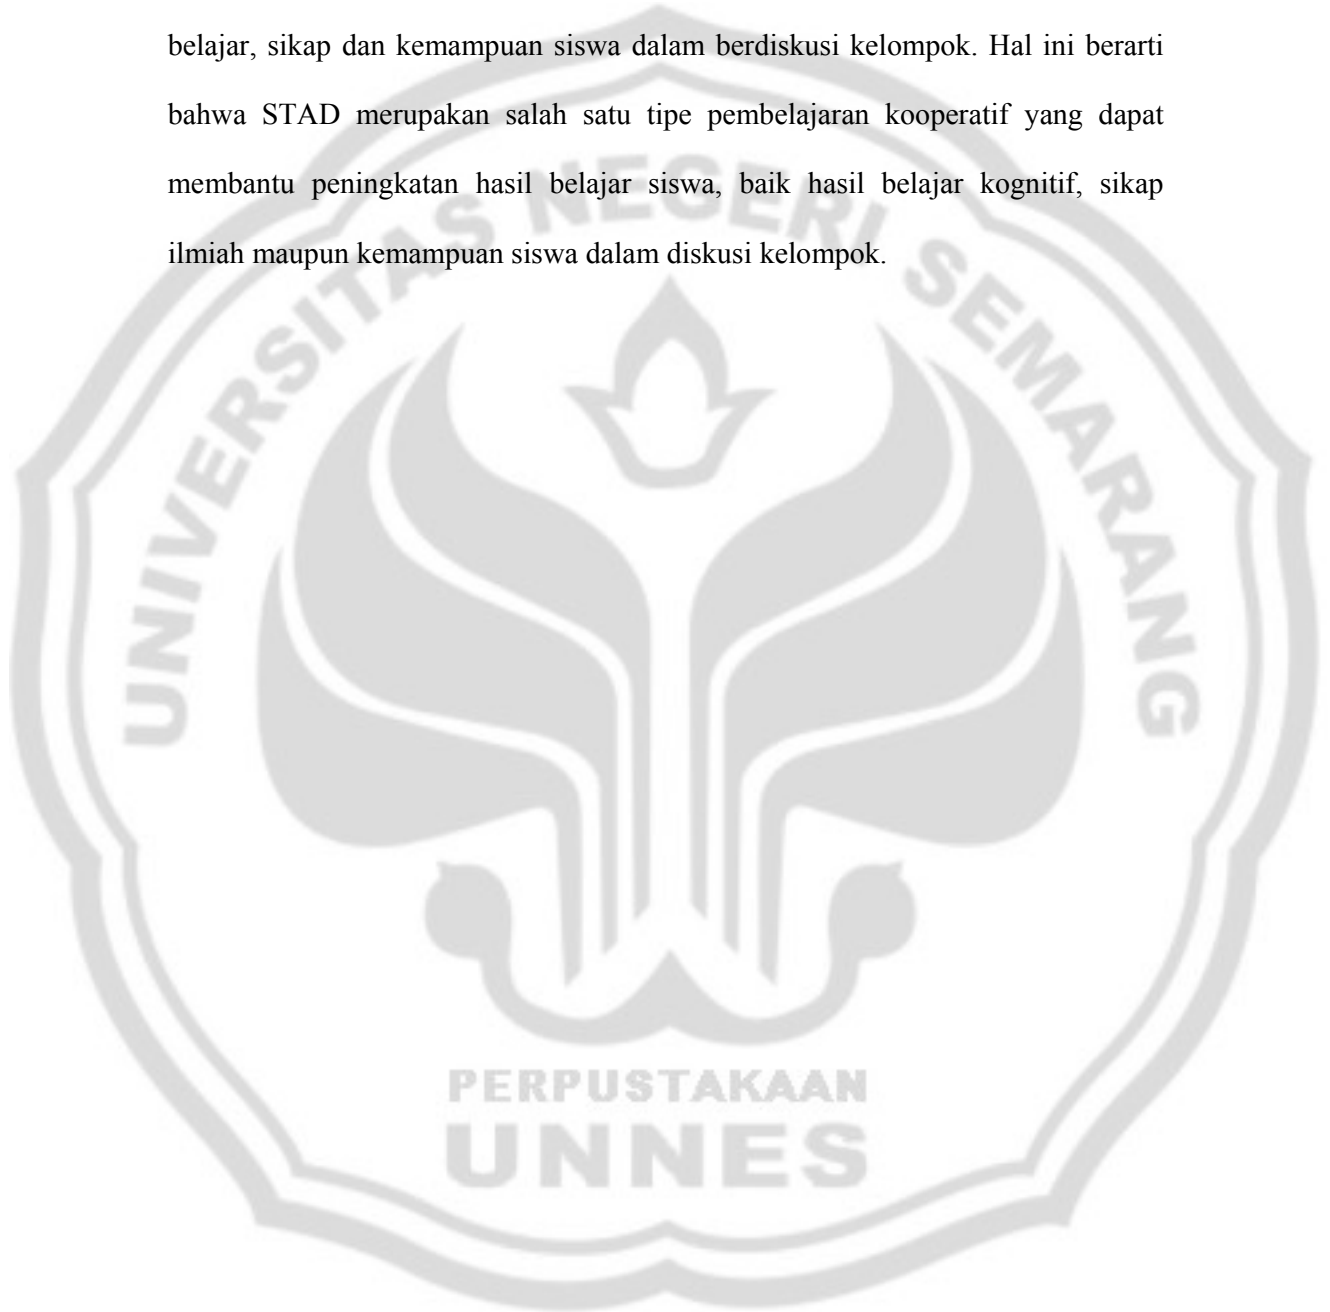 belajar, sikap dan kemampuan siswa dalam berdiskusi kelompok. Hal ini berarti
bahwa STAD merupakan salah satu tipe pembelajaran kooperatif yang dapat
membantu peningkatan hasil belajar siswa, baik hasil belajar kognitif, sikap
ilmiah maupun kemampuan siswa dalam diskusi kelompok.
UNIVERSITAS NEGERI SEMARANG
PERPUSTAKAAN
UNNES